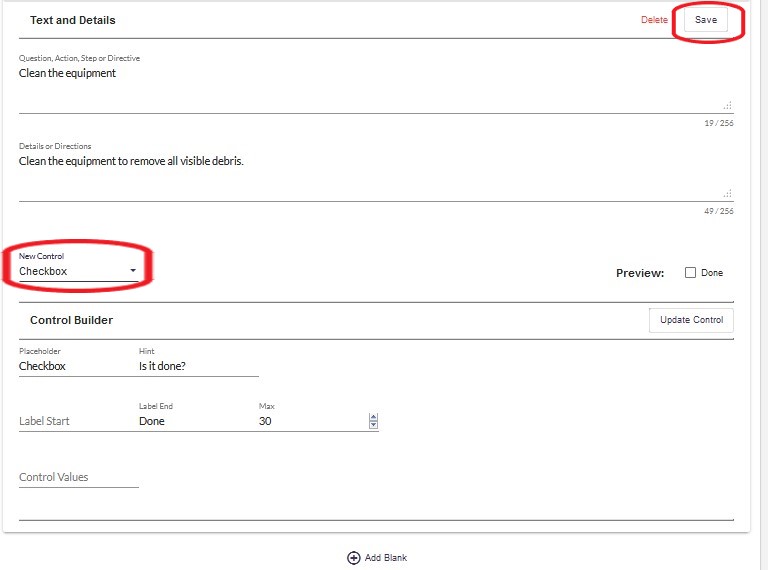 Text and Details Delete Save
Question, Action, Step or Directive
Clean the equipment
19 / 256
Details or Directions
Clean the equipment to remove all visible debris.
49 / 256
New Control
Checkbox
Preview: Done
Control Builder Update Control
Placeholder Hint
Checkbox Is it done?
Label End Max
Label Start Done 30
Control Values
Add Blank